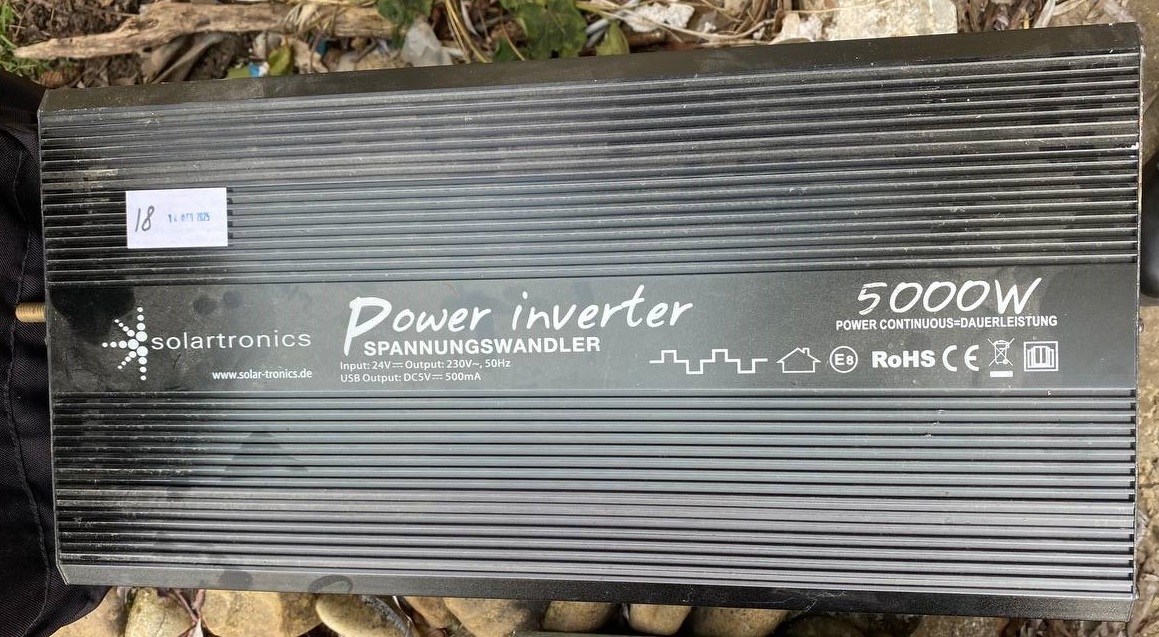 18
2025
solartronics
www.solar-tronics.de
Power inverter
SPANNUNGSWANDLER
Input: 24V⎓ Output: 230V~, 50Hz
USB Output: DC5V⎓ 500mA
5000W
POWER CONTINUOUS=DAUERLEISTUNG
E8 RoHS CE